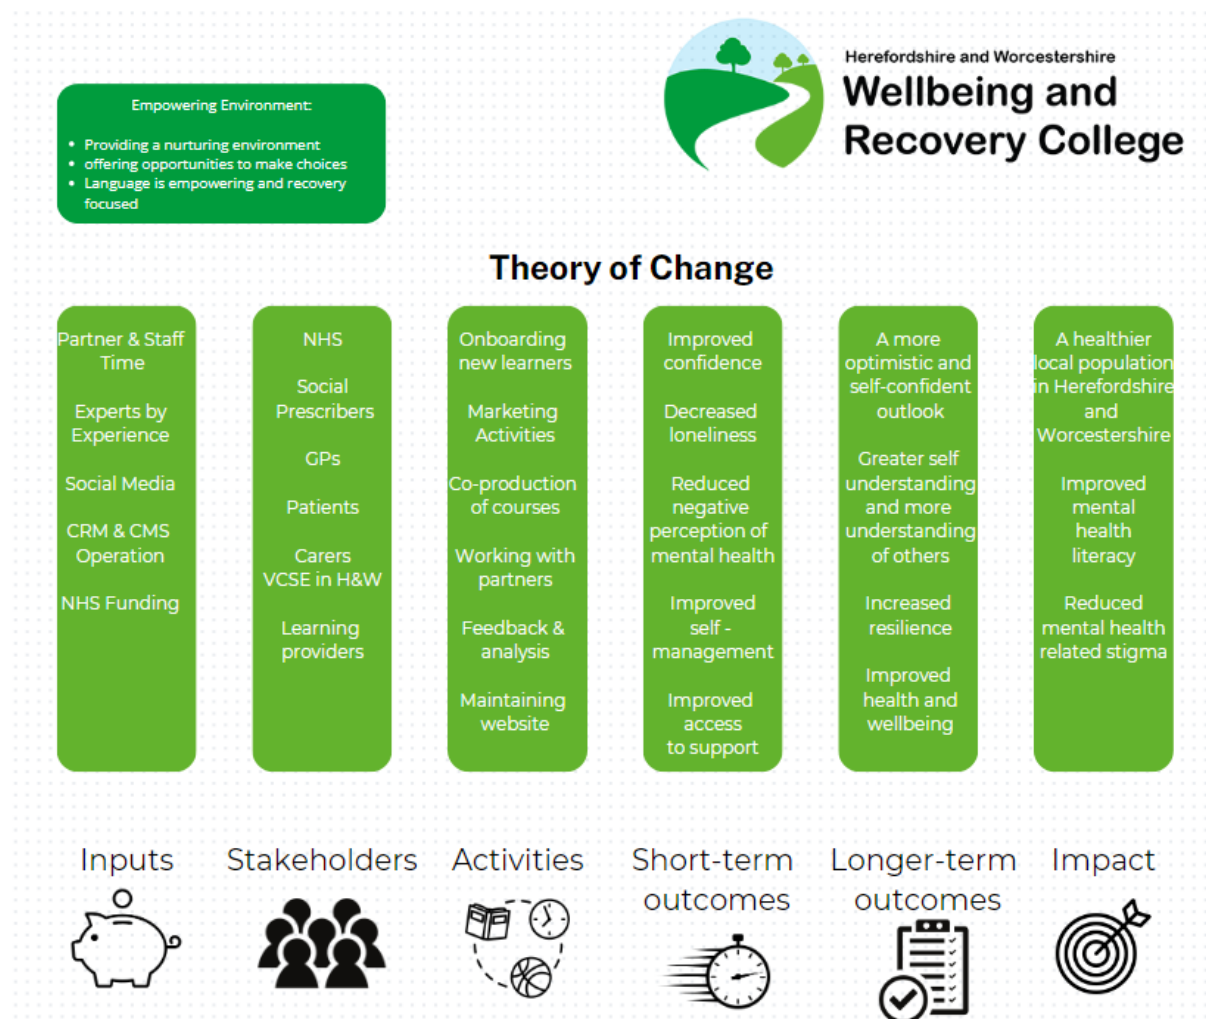 Herefordshire and Worcestershire
Wellbeing and
Recovery College
Empowering Environment:
• Providing a nurturing environment
• offering opportunities to make choices
• Language is empowering and recovery
focused
Theory of Change
Partner & Staff
Time
Experts by
Experience
Social Media
CRM & CMS
Operation
NHS Funding
NHS
Social
Prescribers
GPs
Patients
Carers
VCSE in H&W
Learning
providers
Onboarding
new learners
Marketing
Activities
Co-production
of courses
Working with
partners
Feedback &
analysis
Maintaining
website
Improved
confidence
Decreased
loneliness
Reduced
negative
perception of
mental health
Improved
self -
management
Improved
access
to support
A more
optimistic and
self-confident
outlook
Greater self
understanding
and more
understanding
of others
Increased
resilience
Improved
health and
wellbeing
A healthier
local population
in Herefordshire
and
Worcestershire
Improved
mental
health
literacy
Reduced
mental health
related stigma
Inputs
Stakeholders
Activities
Short-term
outcomes
Longer-term
outcomes
Impact